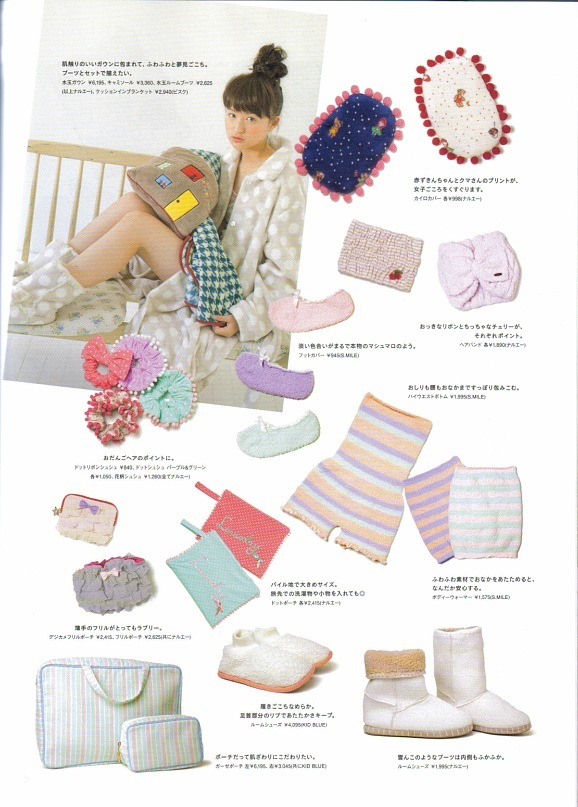 肌触りのいいガウンに包まれて、ふわふわと夢見ごこち。
ブーツとセットで揃えたい。
水玉ガウン ¥6,195、キャミソール ¥3,360、水玉ルームブーツ ¥2,625
(以上ナルエー)、クッションインブランケット ¥2,940(ビスク)
赤ずきんちゃんとクマさんのプリントが、
女子ごころをくすぐります。
カイロカバー 各¥998(ナルエー)
おっきなリボンとちっちゃなチェリーが、
それぞれポイント。
ヘアバンド 各¥1,890(ナルエー)
淡い色合いがまるで本物のマシュマロのよう。
フットカバー ¥945(S.MILE)
おしりも腰もおなかまですっぽり包みこむ。
ハイウエストボトム ¥1,995(S.MILE)
おだんごヘアのポイントに。
ドットリボンシュシュ ¥840、ドットシュシュ パープル&グリーン
各¥1,050、花柄シュシュ ¥1,260(全てナルエー)
パイル地で大きめサイズ。
旅先での洗濯物や小物を入れても◎
ドットポーチ 各¥2,415(ナルエー)
ふわふわ素材でおなかをあたためると、
なんだか安心する。
ボディーウォーマー ¥1,575(S.MILE)
薄手のフリルがとってもラブリー。
デジカメフリルポーチ ¥2,415、フリルポーチ ¥2,625(共にナルエー)
履きごこちなめらか。
足首部分のリブであたたかさキープ。
ルームシューズ ¥4,095(KID BLUE)
ポーチだって肌ざわりにこだわりたい。
ガーゼポーチ 左¥6,195、右¥3,045(共にKID BLUE)
雪んこのようなブーツは内側もふかふか。
ルームシューズ ¥1,995(ナルエー)